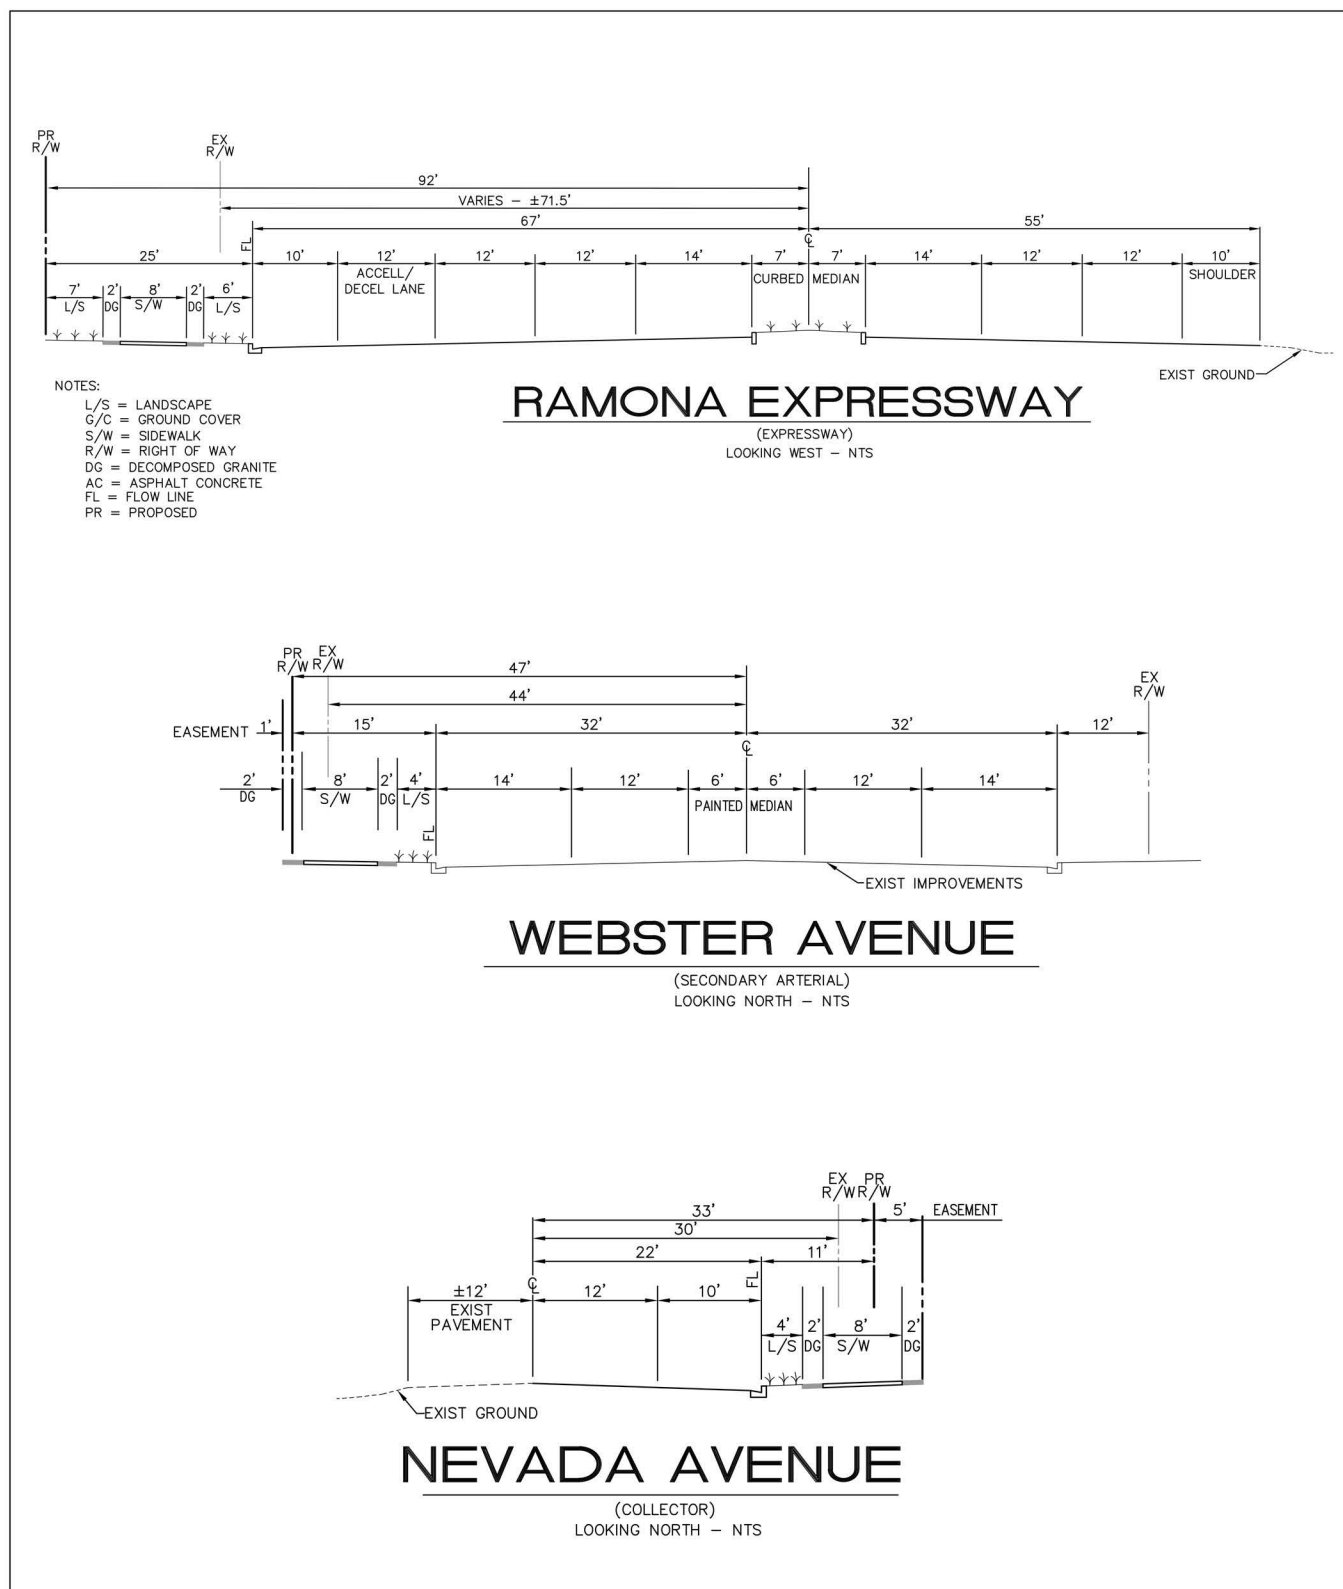 PR
R/W
EX
R/W
92'
VARIES – ±71.5'
67'
55'
FL
℄
25'
10'
12'
12'
12'
14'
7'
7'
14'
12'
12'
10'
ACCELL/
DECEL LANE
CURBED MEDIAN
SHOULDER
7'
2'
8'
2'
6'
L/S
DG
S/W
DG
L/S
EXIST GROUND
NOTES:
L/S = LANDSCAPE
G/C = GROUND COVER
S/W = SIDEWALK
R/W = RIGHT OF WAY
DG = DECOMPOSED GRANITE
AC = ASPHALT CONCRETE
FL = FLOW LINE
PR = PROPOSED
RAMONA EXPRESSWAY
(EXPRESSWAY)
LOOKING WEST – NTS
PR
R/W
EX
R/W
47'
44'
EX
R/W
EASEMENT 1'
15'
32'
32'
12'
℄
2'
DG
8'
S/W
2'
DG
4'
L/S
14'
12'
6'
6'
12'
14'
PAINTED MEDIAN
FL
EXIST IMPROVEMENTS
WEBSTER AVENUE
(SECONDARY ARTERIAL)
LOOKING NORTH – NTS
EX
R/W
PR
R/W
33'
5'
EASEMENT
30'
22'
11'
℄
FL
±12'
EXIST
PAVEMENT
12'
10'
4'
L/S
2'
DG
8'
S/W
2'
DG
EXIST GROUND
NEVADA AVENUE
(COLLECTOR)
LOOKING NORTH – NTS